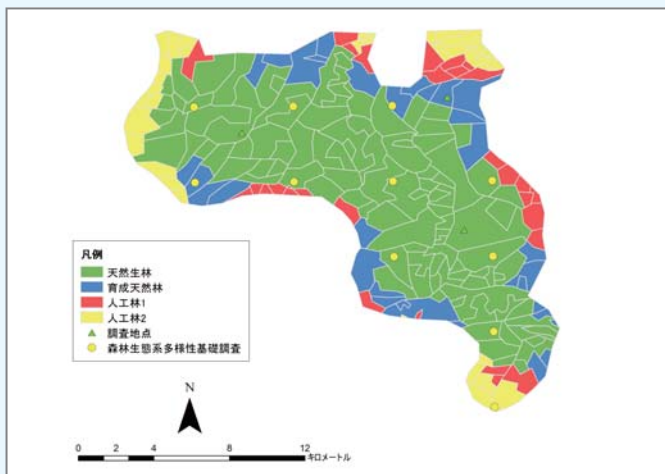 凡例
天然生林
育成天然林
人工林1
人工林2
調査地点
森林生態系多様性基礎調査
N
0 2 4 8 12
キロメートル